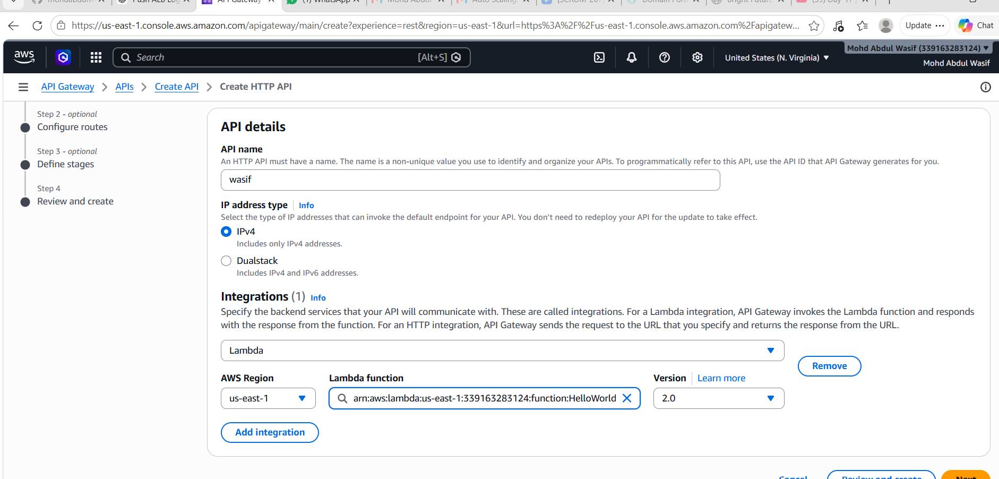 API Gateway
(1) WhatsApp
https://us-east-1.console.aws.amazon.com/apigateway/main/create?experience=rest&region=us-east-1&url=https%3A%2F%2Fus-east-1.console.aws.amazon.com%2Fapigatew...
Update
Chat
aws
Search
[Alt+S]
United States (N. Virginia)
Mohd Abdul Wasif (339163283124)
Mohd Abdul Wasif
API Gateway
APIs
Create API
Create HTTP API
Step 2 - optional
Configure routes
Step 3 - optional
Define stages
Step 4
Review and create
API details
API name
An HTTP API must have a name. The name is a non-unique value you use to identify and organize your APIs. To programmatically refer to this API, use the API ID that API Gateway generates for you.
wasif
IP address type
Info
Select the type of IP addresses that can invoke the default endpoint for your API. You don't need to redeploy your API for the update to take effect.
IPv4
Includes only IPv4 addresses.
Dualstack
Includes IPv4 and IPv6 addresses.
Integrations (1)
Info
Specify the backend services that your API will communicate with. These are called integrations. For a Lambda integration, API Gateway invokes the Lambda function and responds
with the response from the function. For an HTTP integration, API Gateway sends the request to the URL that you specify and returns the response from the URL.
Lambda
Remove
AWS Region
Lambda function
Version
Learn more
us-east-1
arn:aws:lambda:us-east-1:339163283124:function:HelloWorld
2.0
Add integration
Cancel
Review and create
Next